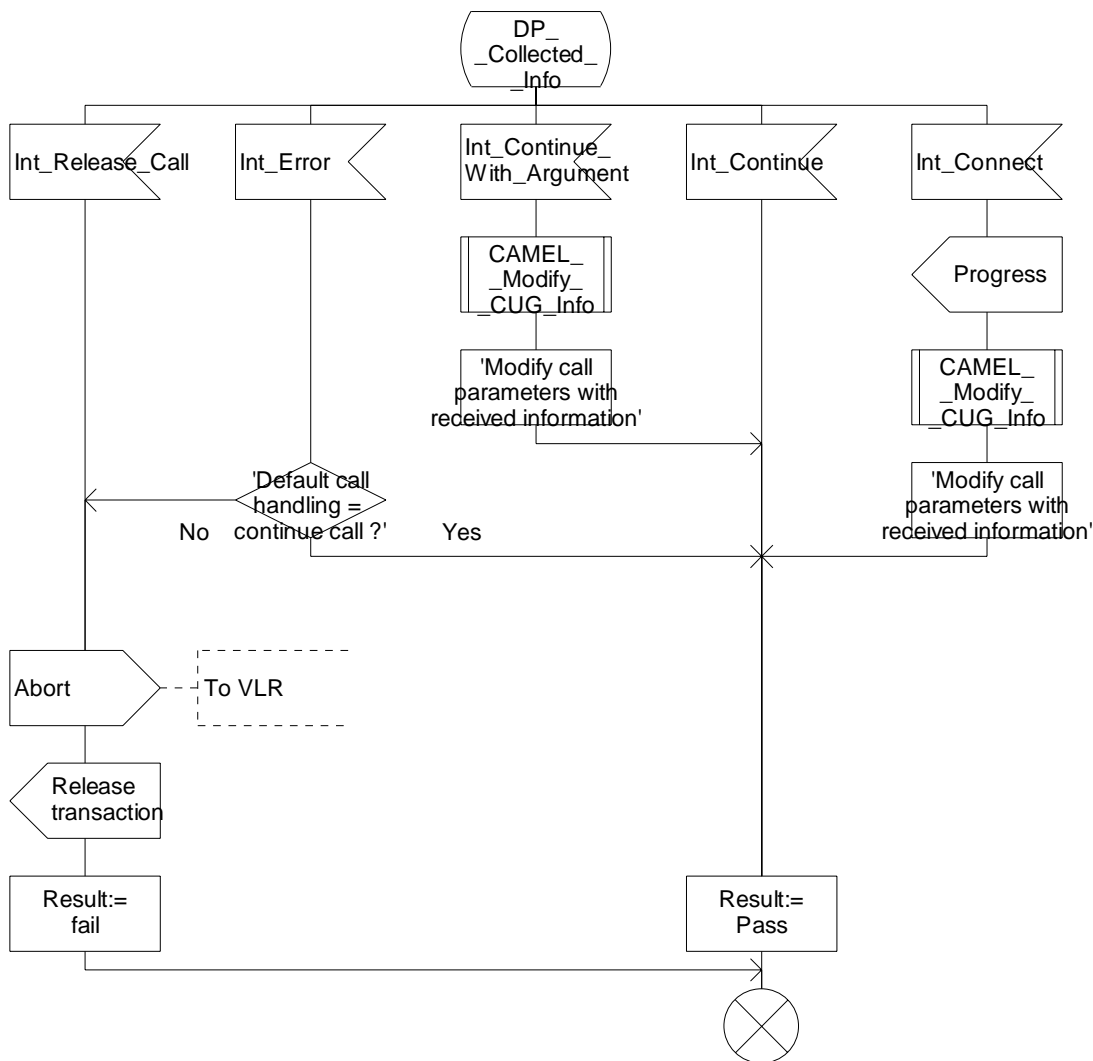 DP_
_Collected_
_Info
Int_Release_Call
Int_Error
Int_Continue_
With_Argument
Int_Continue
Int_Connect
CAMEL_
_Modify_
_CUG_Info
Progress
'Modify call
parameters with
received information'
CAMEL_
_Modify_
_CUG_Info
'Default call
handling =
continue call ?'
No
Yes
'Modify call
parameters with
received information'
Abort
To VLR
Release
transaction
Result:=
fail
Result:=
Pass